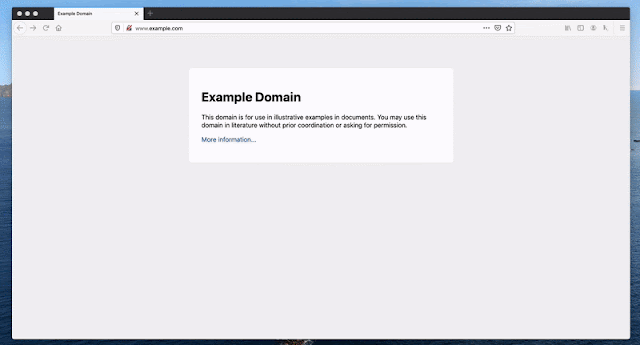 Example Domain
www.example.com
Example Domain
This domain is for use in illustrative examples in documents. You may use this
domain in literature without prior coordination or asking for permission.
More information...